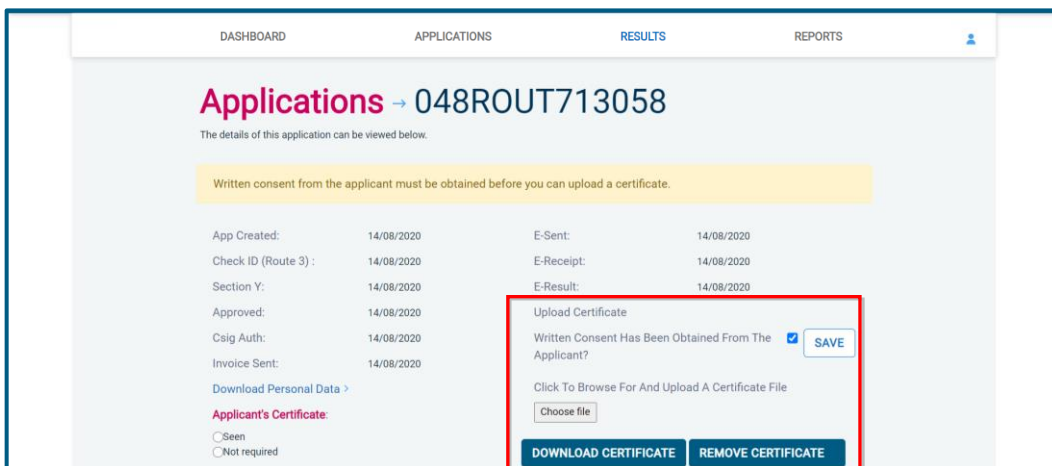 DASHBOARD APPLICATIONS RESULTS REPORTS
Applications → 048ROUT713058
The details of this application can be viewed below.
Written consent from the applicant must be obtained before you can upload a certificate.
App Created: 14/08/2020 E-Sent: 14/08/2020
Check ID (Route 3) : 14/08/2020 E-Receipt: 14/08/2020
Section Y: 14/08/2020 E-Result: 14/08/2020
Approved: 14/08/2020 Upload Certificate
Csig Auth: 14/08/2020 Written Consent Has Been Obtained From The SAVE
Applicant?
Invoice Sent: 14/08/2020
Download Personal Data > Click To Browse For And Upload A Certificate File
Applicant's Certificate: Choose file
Seen
Not required DOWNLOAD CERTIFICATE REMOVE CERTIFICATE